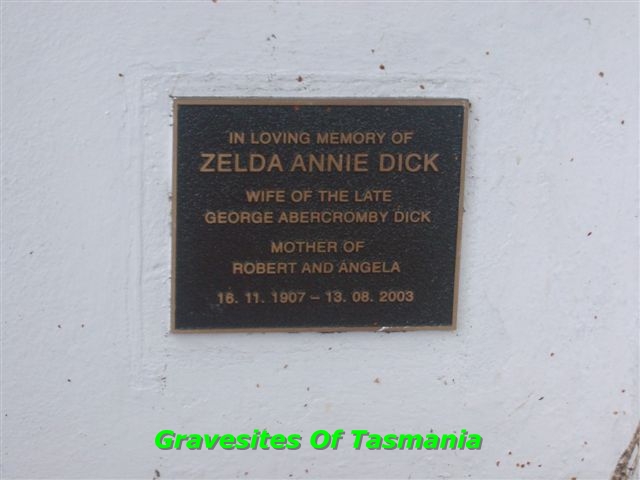 IN LOVING MEMORY OF
ZELDA ANNIE DICK
WIFE OF THE LATE
GEORGE ABERCROMBY DICK
MOTHER OF
ROBERT AND ANGELA
16. 11. 1907 – 13. 08. 2003
Gravesites Of Tasmania